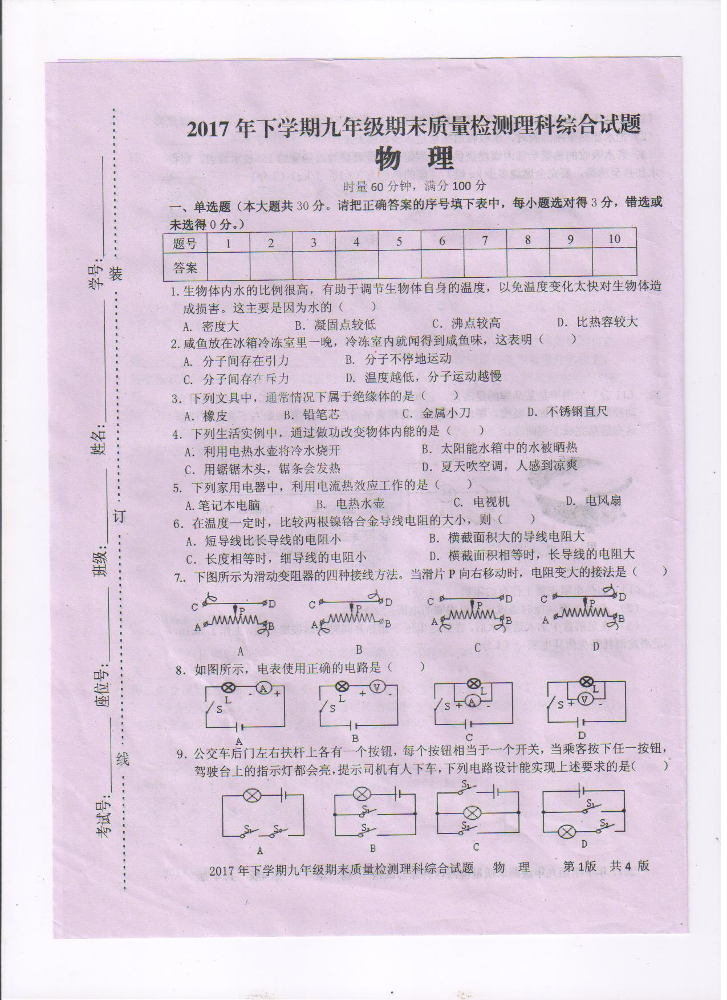 2017年下学期九年级期末质量检测理科综合试题
物 理
时量60分钟，满分100分
一、单选题（本大题共30分。请把正确答案的序号填下表中，每小题选对得3分，错选或
未选得0分。）
题号 1 2 3 4 5 6 7 8 9 10
答案
1.生物体内水的比例很高，有助于调节生物体自身的温度，以免温度变化太快对生物体造
成损害。这主要是因为水的（ ）
A. 密度大 B. 凝固点较低 C. 沸点较高 D. 比热容较大
2.咸鱼放在冰箱冷冻室里一晚，冷冻室内就闻得到咸鱼味，这表明（ ）
A. 分子间存在引力 B. 分子不停地运动
C. 分子间存在斥力 D. 温度越低，分子运动越慢
3. 下列文具中，通常情况下属于绝缘体的是（ ）
A. 橡皮 B. 铅笔芯 C. 金属小刀 D. 不锈钢直尺
4. 下列生活实例中，通过做功改变物体内能的是（ ）
A. 利用电热水壶将冷水烧开 B. 太阳能水箱中的水被晒热
C. 用锯锯木头，锯条会发热 D. 夏天吹空调，人感到凉爽
5. 下列家用电器中，利用电流热效应工作的是（ ）
A.笔记本电脑 B. 电热水壶 C. 电视机 D. 电风扇
6. 在温度一定时，比较两根镍铬合金导线电阻的大小，则（ ）
A. 短导线比长导线的电阻小 B. 横截面积大的导线电阻大
C. 长度相等时，细导线的电阻小 D. 横截面积相等时，长导线的电阻大
7.. 下图所示为滑动变阻器的四种接线方法。当滑片P向右移动时，电阻变大的接法是（ ）
C D P A B C D P A B C D P A B C D P A B
A B C D
8. 如图所示，电表使用正确的电路是（ ）
L - A + S L + V - S L S + A - L S + V -
A B C D
9. 公交车后门左右扶杆上各有一个按钮，每个按钮相当于一个开关，当乘客按下任一按钮，
驾驶台上的指示灯都会亮，提示司机有人下车，下列电路设计能实现上述要求的是（ ）
S₁ S₂ S₁ S₂ S₁ S₂ S₁ S₂
A B C D
2017年下学期九年级期末质量检测理科综合试题 物 理 第1版 共4版
学号：
姓名：
班级：
座位号：
考试号：
装
订
线